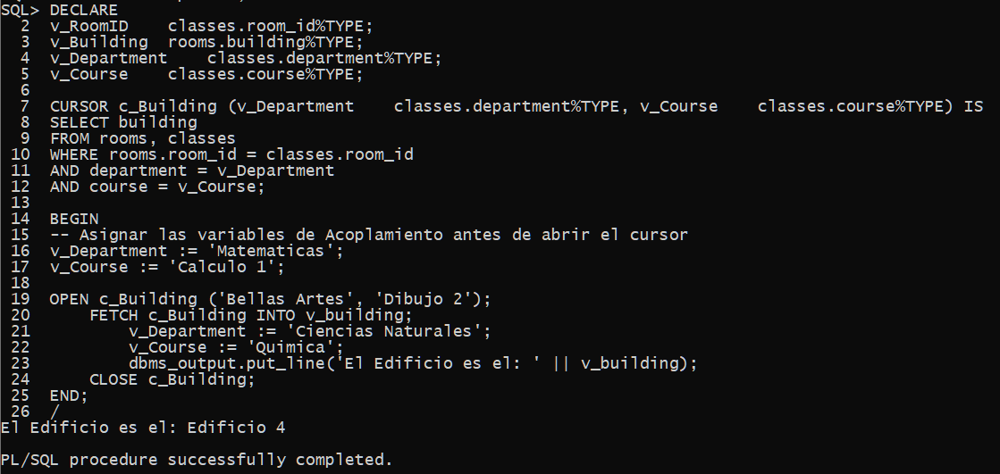 SQL> DECLARE
  2  v_RoomID    classes.room_id%TYPE;
  3  v_Building  rooms.building%TYPE;
  4  v_Department    classes.department%TYPE;
  5  v_Course    classes.course%TYPE;
  6
  7  CURSOR c_Building (v_Department    classes.department%TYPE, v_Course    classes.course%TYPE) IS
  8  SELECT building
  9  FROM rooms, classes
 10  WHERE rooms.room_id = classes.room_id
 11  AND department = v_Department
 12  AND course = v_Course;
 13
 14  BEGIN
 15  -- Asignar las variables de Acoplamiento antes de abrir el cursor
 16  v_Department := 'Matematicas';
 17  v_Course := 'Calculo 1';
 18
 19  OPEN c_Building ('Bellas Artes', 'Dibujo 2');
 20      FETCH c_Building INTO v_building;
 21          v_Department := 'Ciencias Naturales';
 22          v_Course := 'Quimica';
 23          dbms_output.put_line('El Edificio es el: ' || v_building);
 24      CLOSE c_Building;
 25  END;
 26  /
El Edificio es el: Edificio 4

PL/SQL procedure successfully completed.